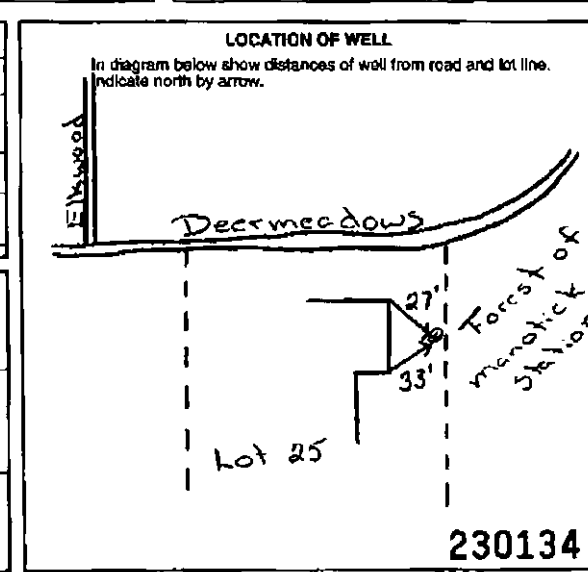 LOCATION OF WELL
In diagram below show distances of well from road and lot line.
Indicate north by arrow.
Elkwood
Deermeadows
27'
33'
Forest of
manotick
station
Lot 25
230134